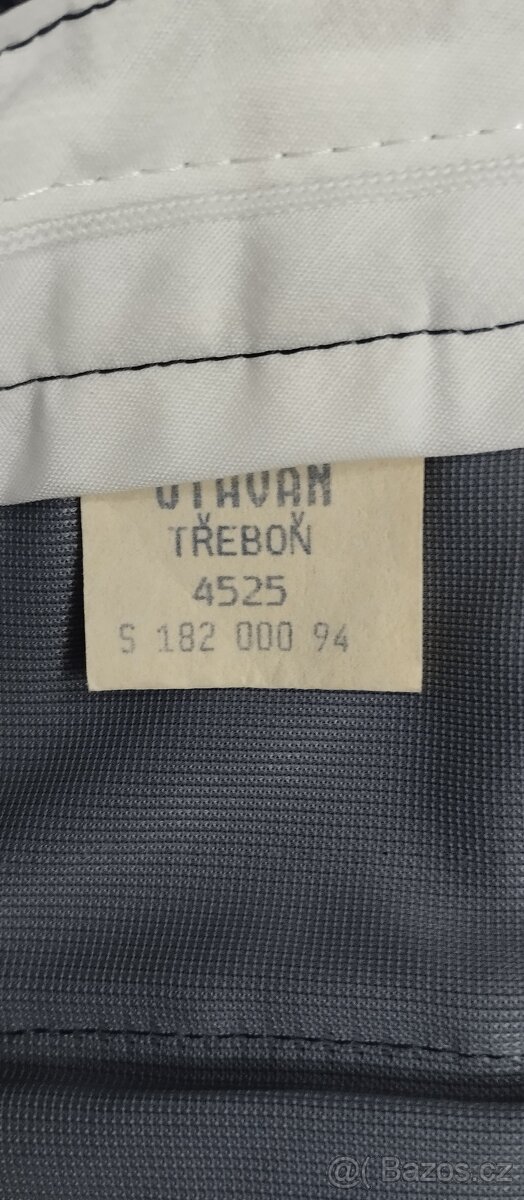 OTAVAN
TŘEBOŇ
4525
S 182 000 94
@( Bazos.cz